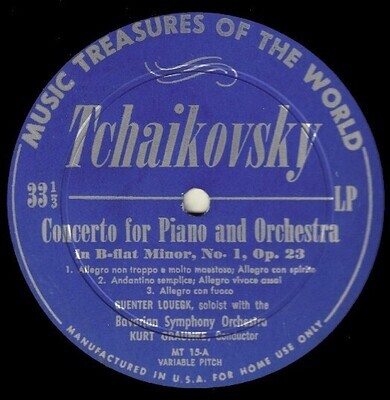 MUSIC TREASURES OF THE WORLD
Tchaikovsky
33 1/3 LP
Concerto for Piano and Orchestra
in B-flat Minor, No. 1, Op. 23
1. Allegro non troppo e molto maestoso; Allegro con spirito
2. Andantino semplice; Allegro vivace assai
3. Allegro con fuoco
GUENTER LOUEGK, soloist with the
Bavarian Symphony Orchestra
KURT GRAUNKE, Conductor
MT 15-A
VARIABLE PITCH
MANUFACTURED IN U.S.A. FOR HOME USE ONLY